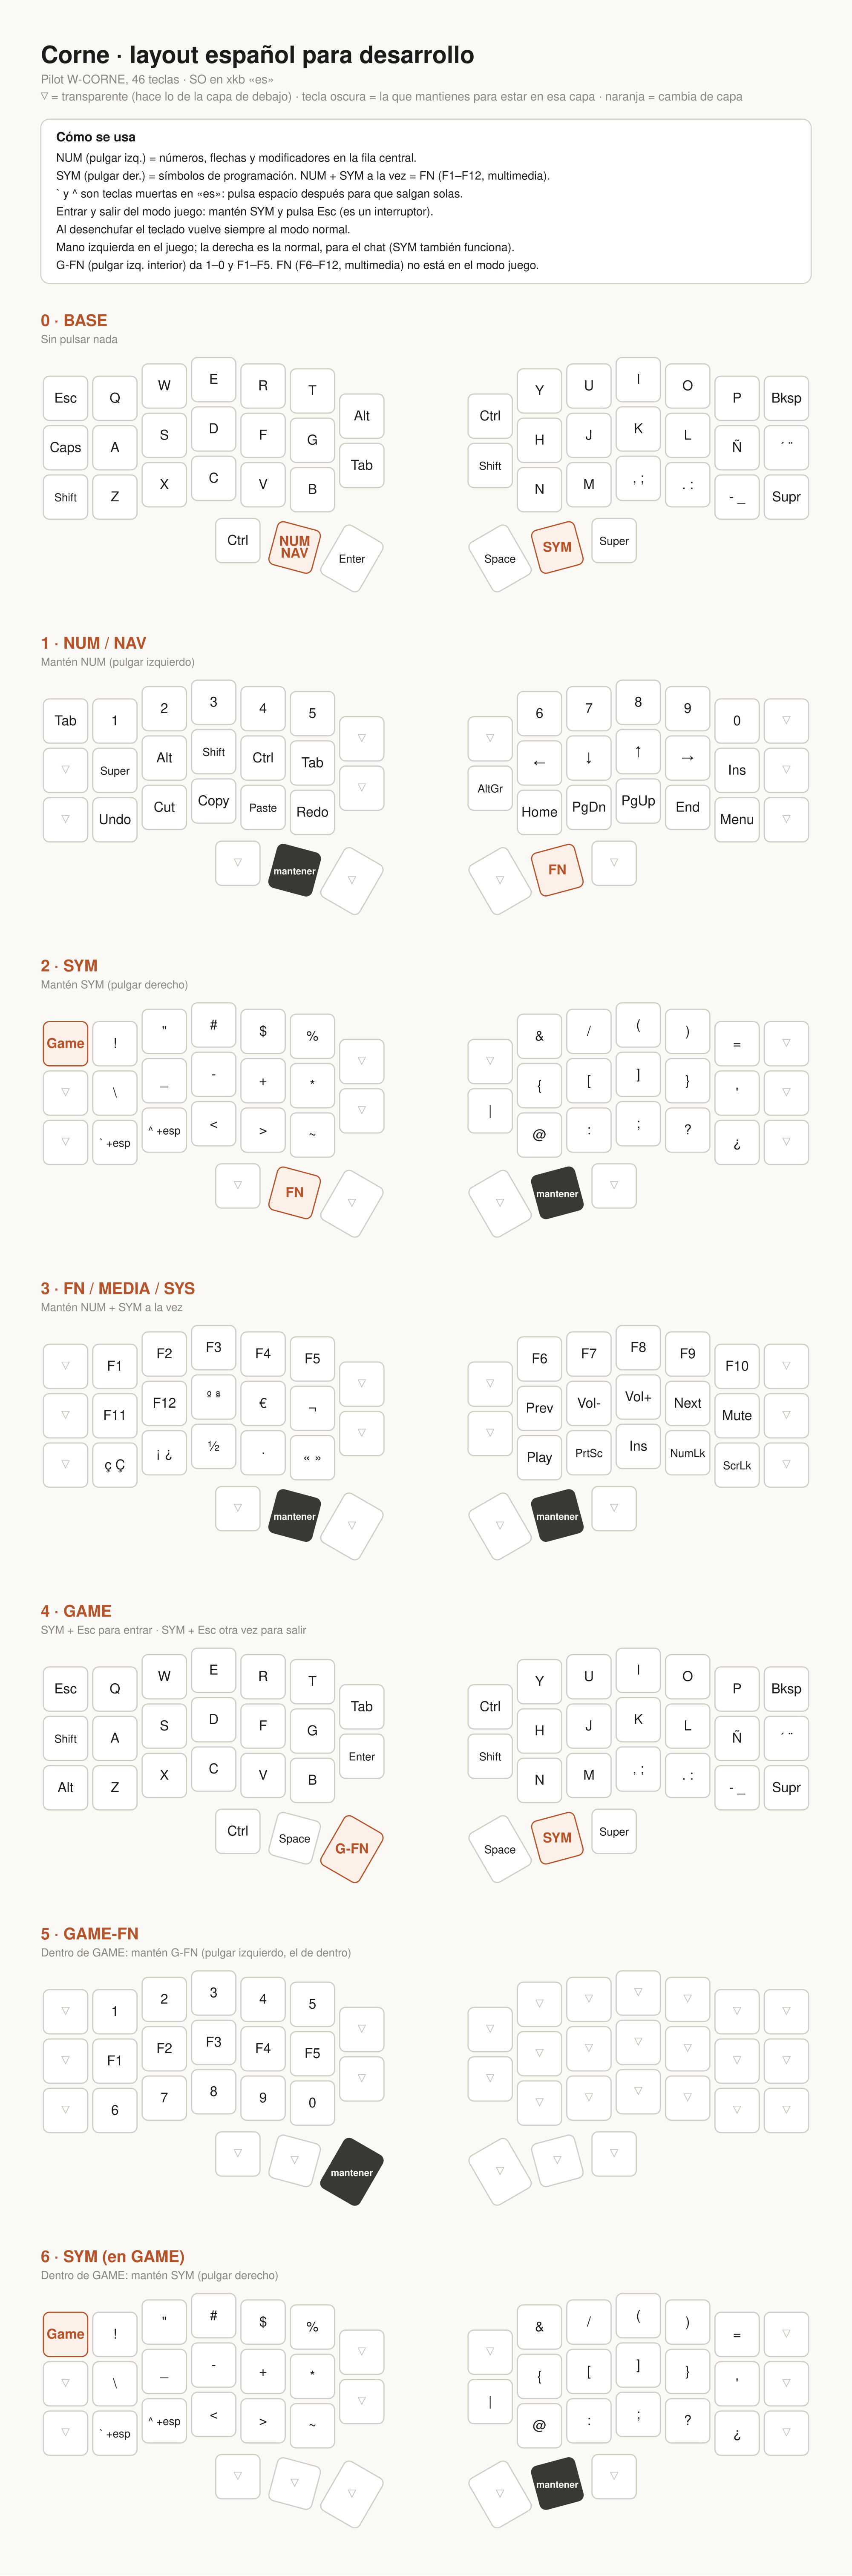 Corne · layout español para desarrollo
Pilot W-CORNE, 46 teclas · SO en xkb «es»
▽ = transparente (hace lo de la capa de debajo) · tecla oscura = la que mantienes para estar en esa capa · naranja = cambia de capa
Cómo se usa
NUM (pulgar izq.) = números, flechas y modificadores en la fila central.
SYM (pulgar der.) = símbolos de programación. NUM + SYM a la vez = FN (F1–F12, multimedia).
` y ^ son teclas muertas en «es»: pulsa espacio después para que salgan solas.
Entrar y salir del modo juego: mantén SYM y pulsa Esc (es un interruptor).
Al desenchufar el teclado vuelve siempre al modo normal.
Mano izquierda en el juego; la derecha es la normal, para el chat (SYM también funciona).
G-FN (pulgar izq. interior) da 1–0 y F1–F5. FN (F6–F12, multimedia) no está en el modo juego.
0 · BASE
Sin pulsar nada
Esc Q W E R T Alt Ctrl Y U I O P Bksp
Caps A S D F G Tab Shift H J K L Ñ ´ ¨
Shift Z X C V B N M , ; . : - _ Supr
Ctrl NUM NAV Enter Space SYM Super
1 · NUM / NAV
Mantén NUM (pulgar izquierdo)
Tab 1 2 3 4 5 ▽ ▽ 6 7 8 9 0 ▽
▽ Super Alt Shift Ctrl Tab ▽ AltGr ← ↓ ↑ → Ins ▽
▽ Undo Cut Copy Paste Redo Home PgDn PgUp End Menu ▽
▽ mantener ▽ ▽ FN ▽
2 · SYM
Mantén SYM (pulgar derecho)
Game ! " # $ % ▽ ▽ & / ( ) = ▽
▽ \ _ - + * ▽ | { [ ] } ' ▽
▽ ` +esp ^ +esp < > ~ @ : ; ? ¿ ▽
▽ FN ▽ ▽ mantener ▽
3 · FN / MEDIA / SYS
Mantén NUM + SYM a la vez
▽ F1 F2 F3 F4 F5 ▽ ▽ F6 F7 F8 F9 F10 ▽
▽ F11 F12 º ª € ¬ ▽ ▽ Prev Vol- Vol+ Next Mute ▽
▽ ç Ç ¡ ¿ ½ · « » Play PrtSc Ins NumLk ScrLk ▽
▽ mantener ▽ ▽ mantener ▽
4 · GAME
SYM + Esc para entrar · SYM + Esc otra vez para salir
Esc Q W E R T Tab Ctrl Y U I O P Bksp
Shift A S D F G Enter Shift H J K L Ñ ´ ¨
Alt Z X C V B N M , ; . : - _ Supr
Ctrl Space G-FN Space SYM Super
5 · GAME-FN
Dentro de GAME: mantén G-FN (pulgar izquierdo, el de dentro)
▽ 1 2 3 4 5 ▽ ▽ ▽ ▽ ▽ ▽ ▽ ▽
▽ F1 F2 F3 F4 F5 ▽ ▽ ▽ ▽ ▽ ▽ ▽ ▽
▽ 6 7 8 9 0 ▽ ▽ ▽ ▽ ▽ ▽
▽ ▽ mantener ▽ ▽ ▽
6 · SYM (en GAME)
Dentro de GAME: mantén SYM (pulgar derecho)
Game ! " # $ % ▽ ▽ & / ( ) = ▽
▽ \ _ - + * ▽ | { [ ] } ' ▽
▽ ` +esp ^ +esp < > ~ @ : ; ? ¿ ▽
▽ ▽ ▽ ▽ mantener ▽